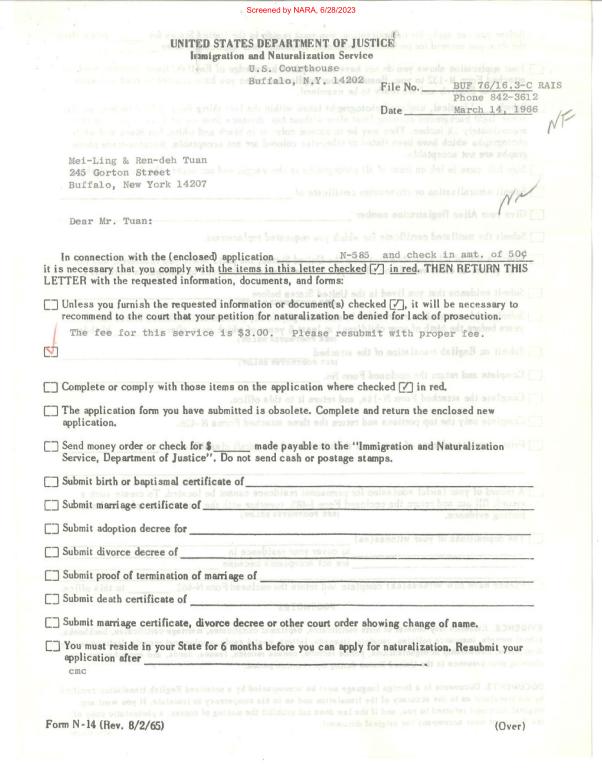 Screened by NARA, 6/28/2023
UNITED STATES DEPARTMENT OF JUSTICE
Immigration and Naturalization Service
U.S. Courthouse
Buffalo, N.Y. 14202
File No. BUF 76/16.3-C RAIS
Phone 842-3612
Date March 14, 1966
NF
Mei-Ling & Ren-deh Tuan
245 Gorton Street
Buffalo, New York 14207
Dear Mr. Tuan:
In connection with the (enclosed) application N-585 and check in amt. of 50¢
it is necessary that you comply with the items in this letter checked [✓] in red. THEN RETURN THIS
LETTER with the requested information, documents, and forms:
Unless you furnish the requested information or document(s) checked [✓], it will be necessary to
recommend to the court that your petition for naturalization be denied for lack of prosecution.
The fee for this service is $3.00. Please resubmit with proper fee.
Complete or comply with those items on the application where checked [✓] in red.
The application form you have submitted is obsolete. Complete and return the enclosed new
application.
Send money order or check for $______ made payable to the "Immigration and Naturalization
Service, Department of Justice". Do not send cash or postage stamps.
Submit birth or baptismal certificate of
Submit marriage certificate of
Submit adoption decree for
Submit divorce decree of
Submit proof of termination of marriage of
Submit death certificate of
Submit marriage certificate, divorce decree or other court order showing change of name.
You must reside in your State for 6 months before you can apply for naturalization. Resubmit your
application after
cmc
Form N-14 (Rev. 8/2/65)
(Over)